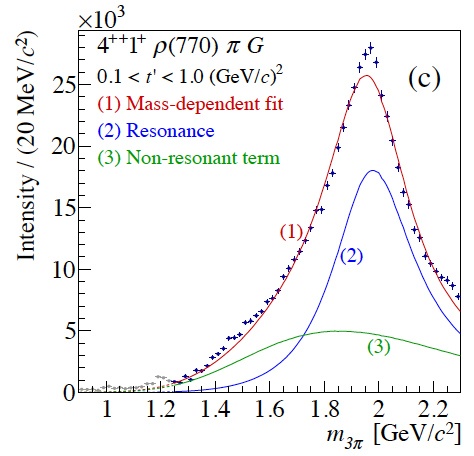 ×10³
4⁺⁺1⁺ ρ(770) π G
0.1 < t' < 1.0 (GeV/c)²
(c)
(1) Mass-dependent fit
(2) Resonance
(3) Non-resonant term
Intensity / (20 MeV/c²)
25
20
15
10
5
0
(1)
(2)
(3)
1 1.2 1.4 1.6 1.8 2 2.2
m₃π [GeV/c²]